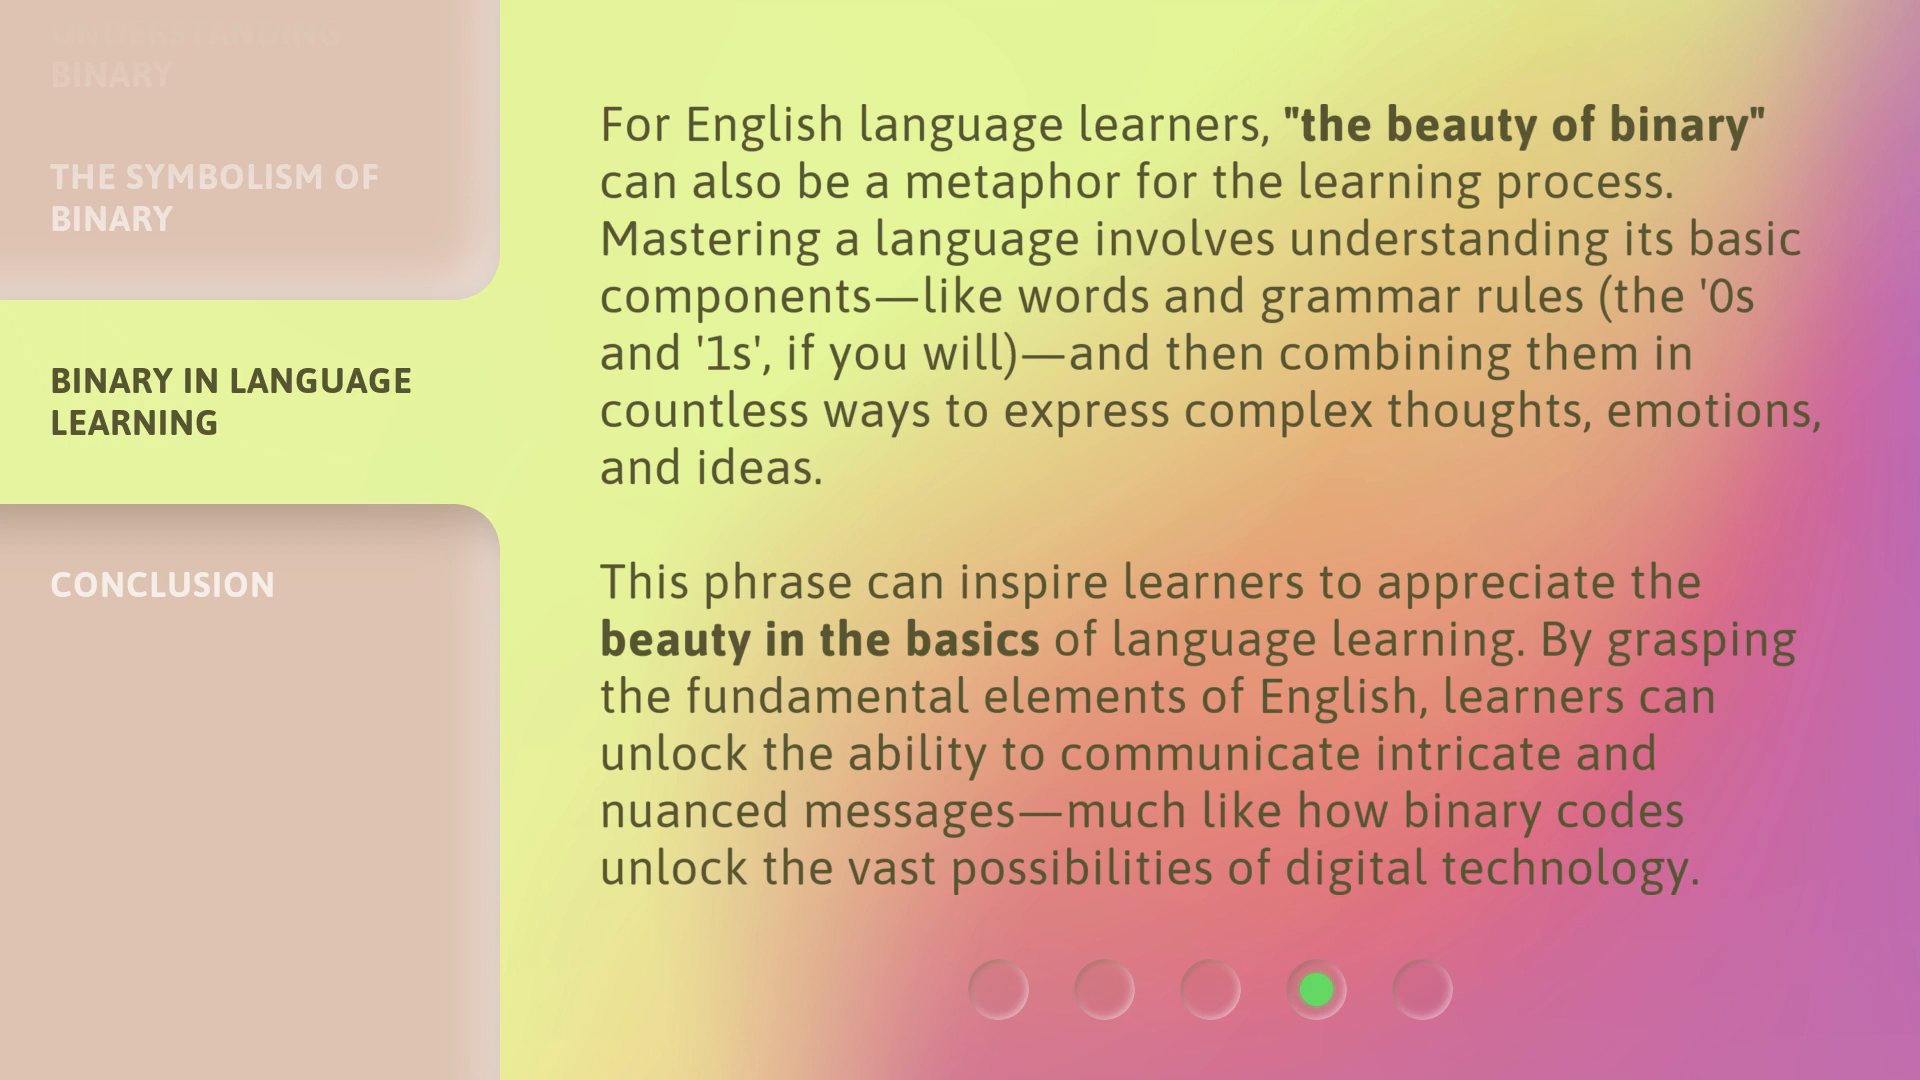 UNDERSTANDING
BINARY
THE SYMBOLISM OF
BINARY
BINARY IN LANGUAGE
LEARNING
CONCLUSION
For English language learners, "the beauty of binary"
can also be a metaphor for the learning process.
Mastering a language involves understanding its basic
components—like words and grammar rules (the '0s
and '1s', if you will)—and then combining them in
countless ways to express complex thoughts, emotions,
and ideas.
This phrase can inspire learners to appreciate the
beauty in the basics of language learning. By grasping
the fundamental elements of English, learners can
unlock the ability to communicate intricate and
nuanced messages—much like how binary codes
unlock the vast possibilities of digital technology.